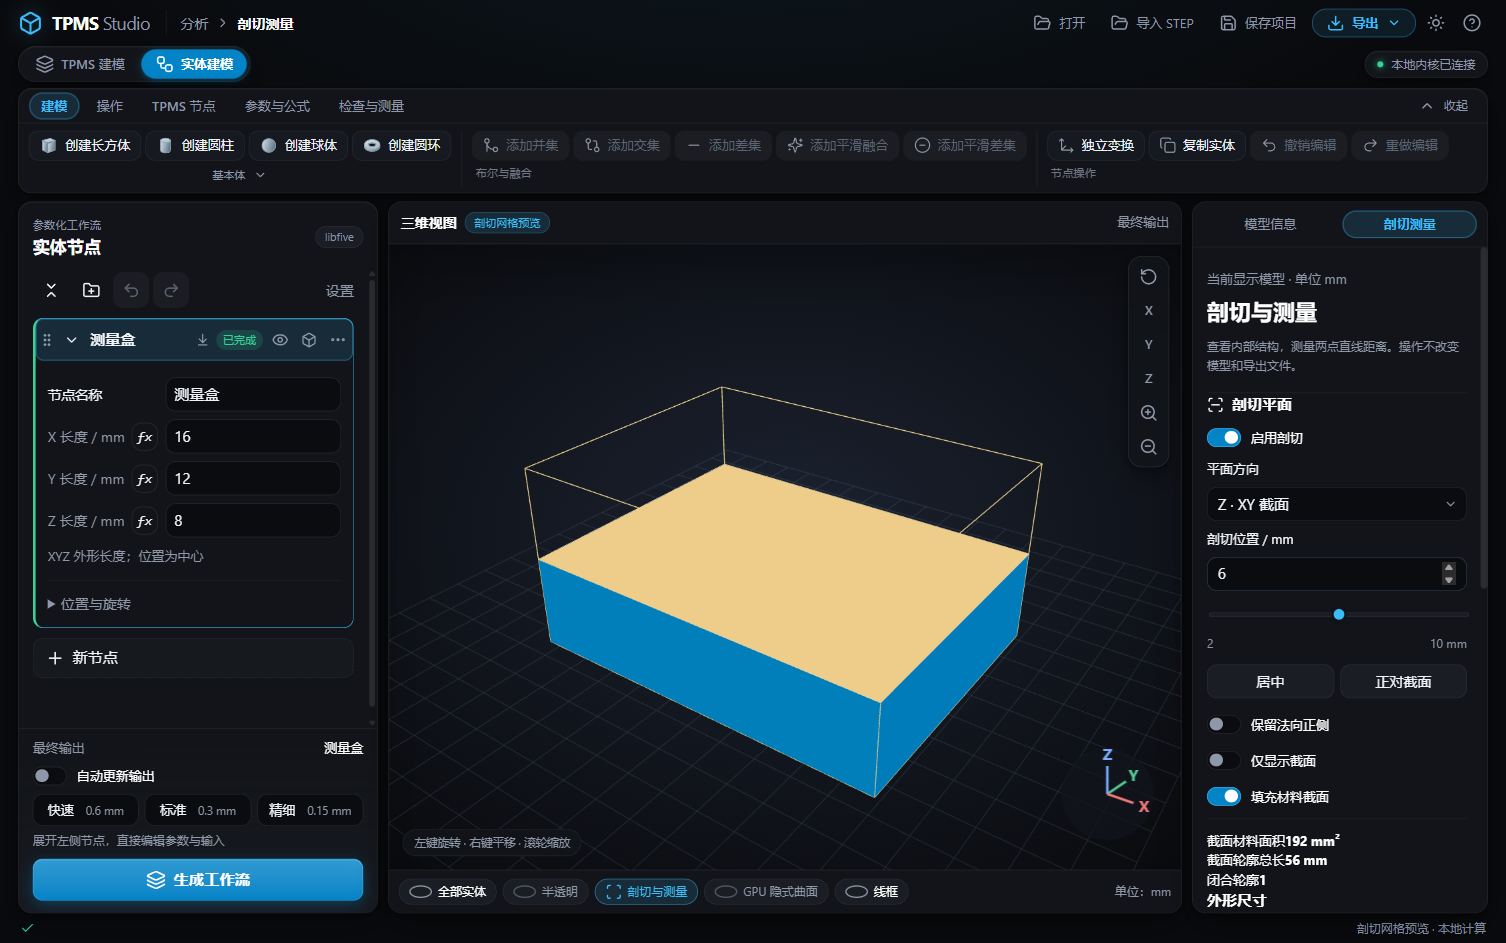 TPMS Studio 分析 > 剖切测量 打开 导入 STEP 保存项目 导出
TPMS 建模 实体建模 本地内核已连接
建模 操作 TPMS 节点 参数与公式 检查与测量 收起
创建长方体 创建圆柱 创建球体 创建圆环 添加并集 添加交集 添加差集 添加平滑融合 添加平滑差集 独立变换 复制实体 撤销编辑 重做编辑
基本体 布尔与融合 节点操作
参数化工作流
实体节点
libfive
设置
测量盒 已完成
节点名称 测量盒
X 长度 / mm fx 16
Y 长度 / mm fx 12
Z 长度 / mm fx 8
XYZ 外形长度；位置为中心
位置与旋转
新节点
最终输出 测量盒
自动更新输出
快速 0.6 mm 标准 0.3 mm 精细 0.15 mm
展开左侧节点，直接编辑参数与输入
生成工作流
三维视图 剖切网格预览 最终输出
X
Y
Z
Z
Y
X
左键旋转 · 右键平移 · 滚轮缩放
全部实体 半透明 剖切与测量 GPU 隐式曲面 线框 单位：mm
模型信息 剖切测量
当前显示模型 · 单位 mm
剖切与测量
查看内部结构，测量两点直线距离。操作不改变
模型和导出文件。
剖切平面
启用剖切
平面方向
Z · XY 截面
剖切位置 / mm
6
2 10 mm
居中 正对截面
保留法向正侧
仅显示截面
填充材料截面
截面材料面积192 mm²
截面轮廓总长56 mm
闭合轮廓1
外形尺寸
剖切网格预览 · 本地计算